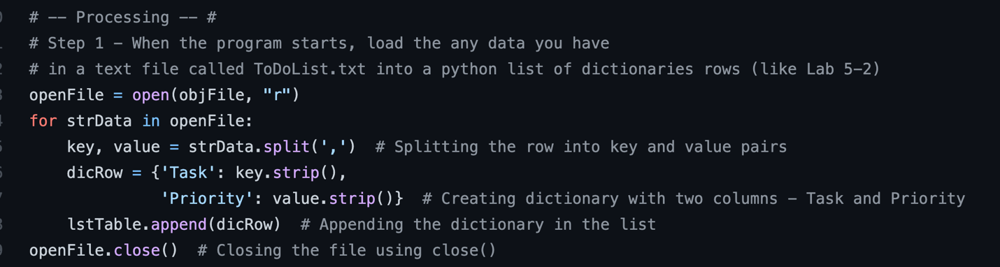 # -- Processing -- #
# Step 1 - When the program starts, load the any data you have
# in a text file called ToDoList.txt into a python list of dictionaries rows (like Lab 5-2)
openFile = open(objFile, "r")
for strData in openFile:
    key, value = strData.split(',')  # Splitting the row into key and value pairs
    dicRow = {'Task': key.strip(),
              'Priority': value.strip()}  # Creating dictionary with two columns - Task and Priority
    lstTable.append(dicRow)  # Appending the dictionary in the list
openFile.close()  # Closing the file using close()